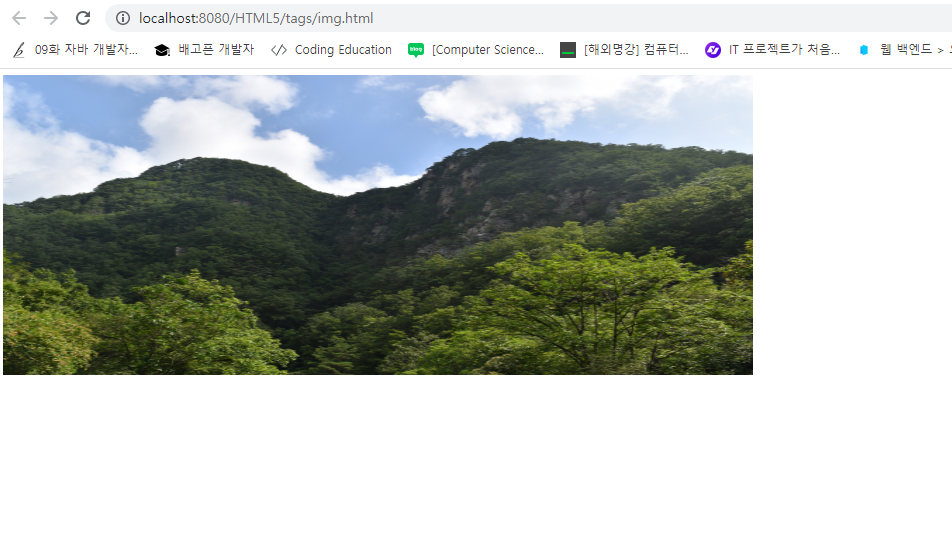 localhost:8080/HTML5/tags/img.html
09화 자바 개발자... 배고픈 개발자 Coding Education blog [Computer Science... [해외명강] 컴퓨터... IT 프로젝트가 처음... 웹 백엔드 >